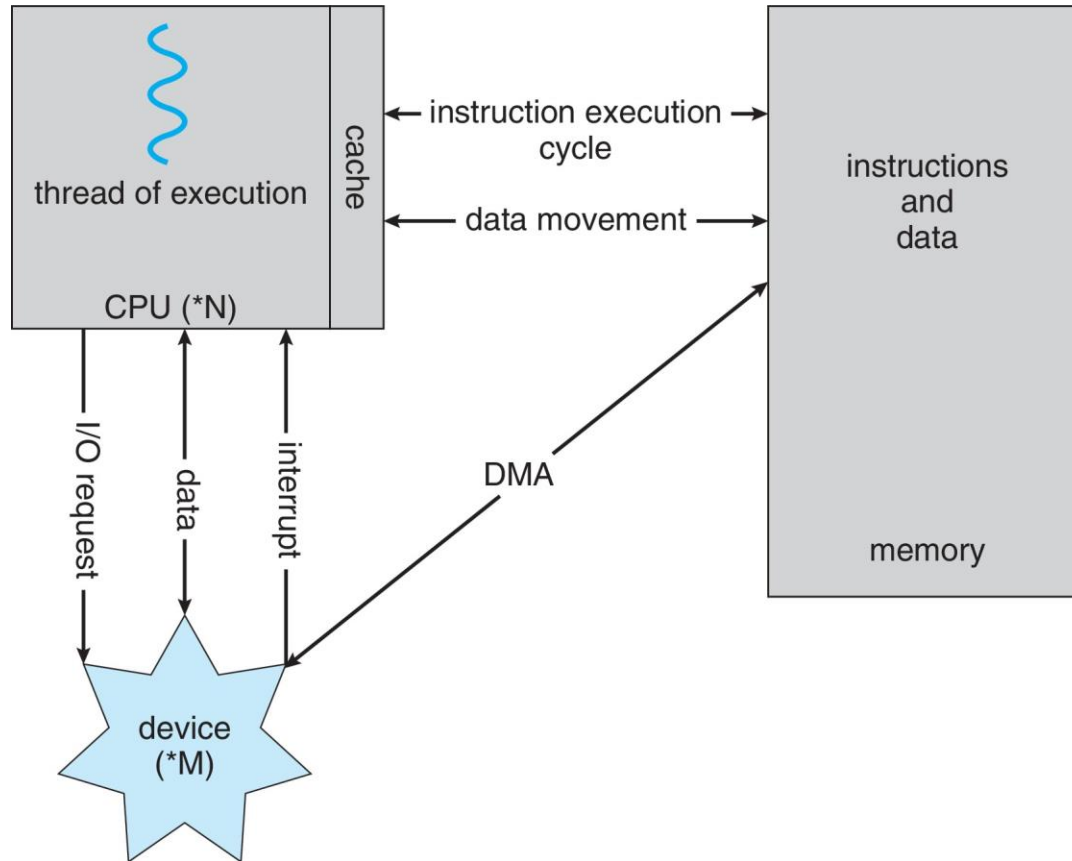 thread of execution
cache
CPU (*N)
instruction execution
cycle
data movement
instructions
and
data
memory
I/O request
data
interrupt
DMA
device
(*M)